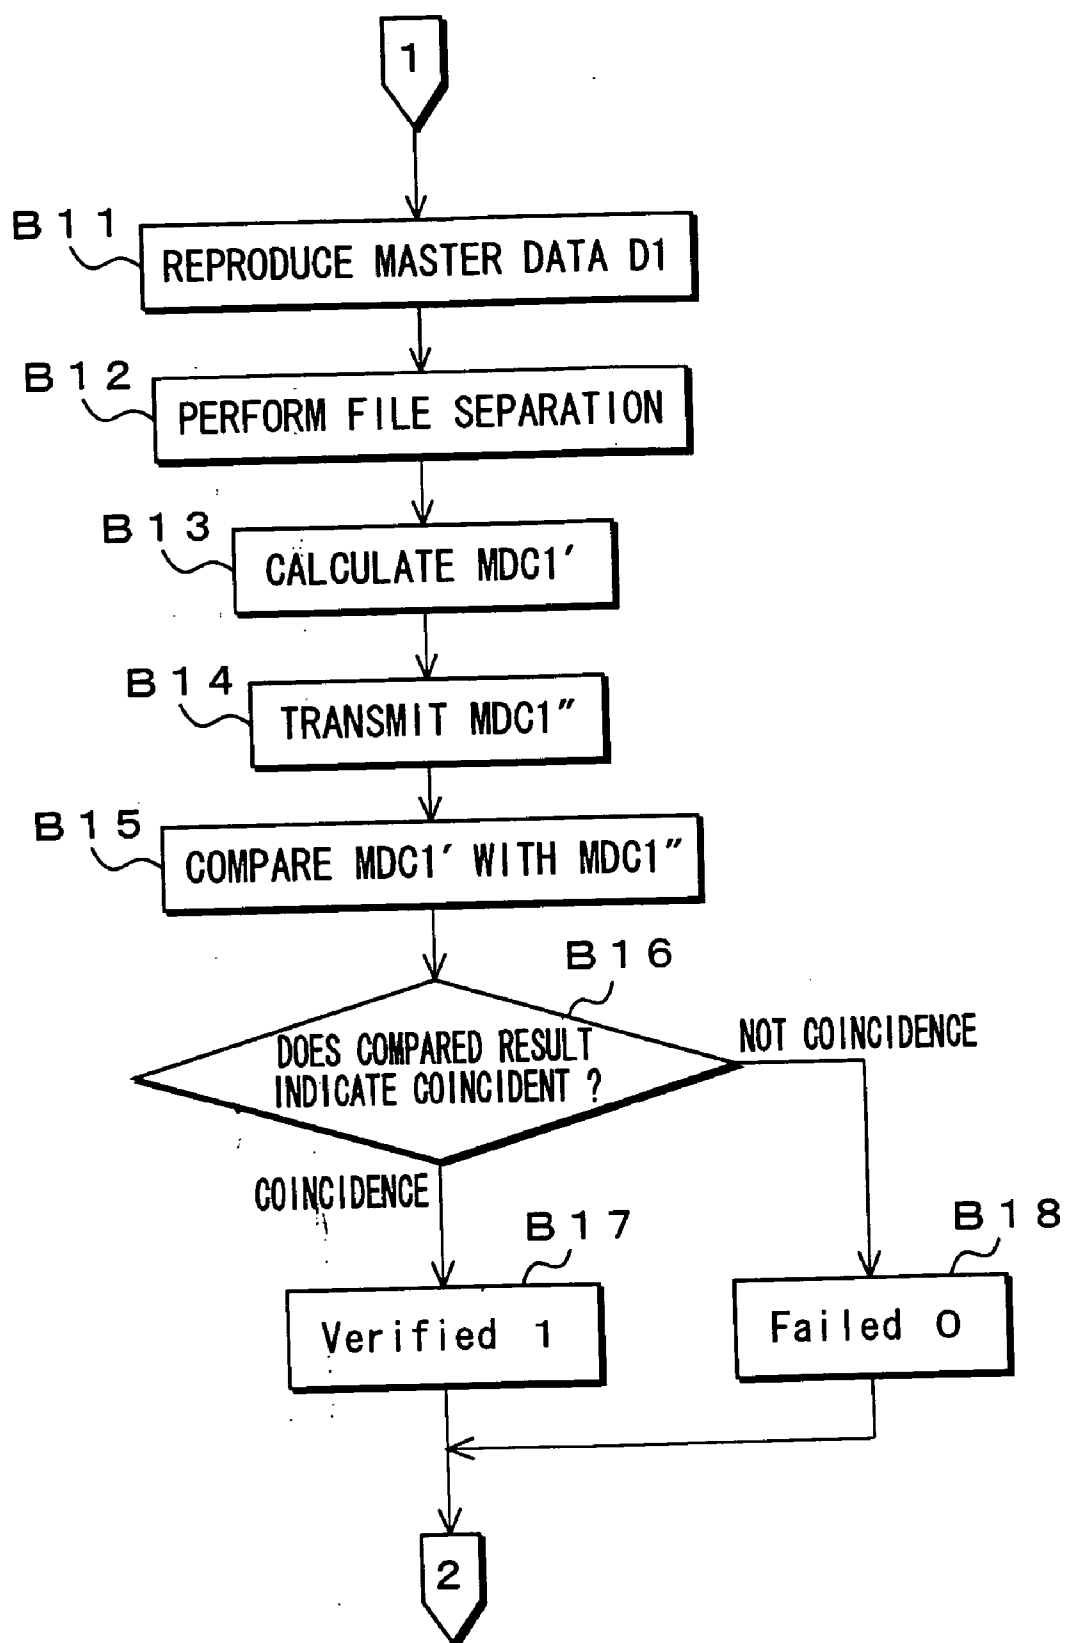 1
B11
REPRODUCE MASTER DATA D1
B12
PERFORM FILE SEPARATION
B13
CALCULATE MDC1′
B14
TRANSMIT MDC1″
B15
COMPARE MDC1′ WITH MDC1″
B16
DOES COMPARED RESULT
INDICATE COINCIDENT ?
NOT COINCIDENCE
COINCIDENCE
B17
Verified 1
B18
Failed 0
2